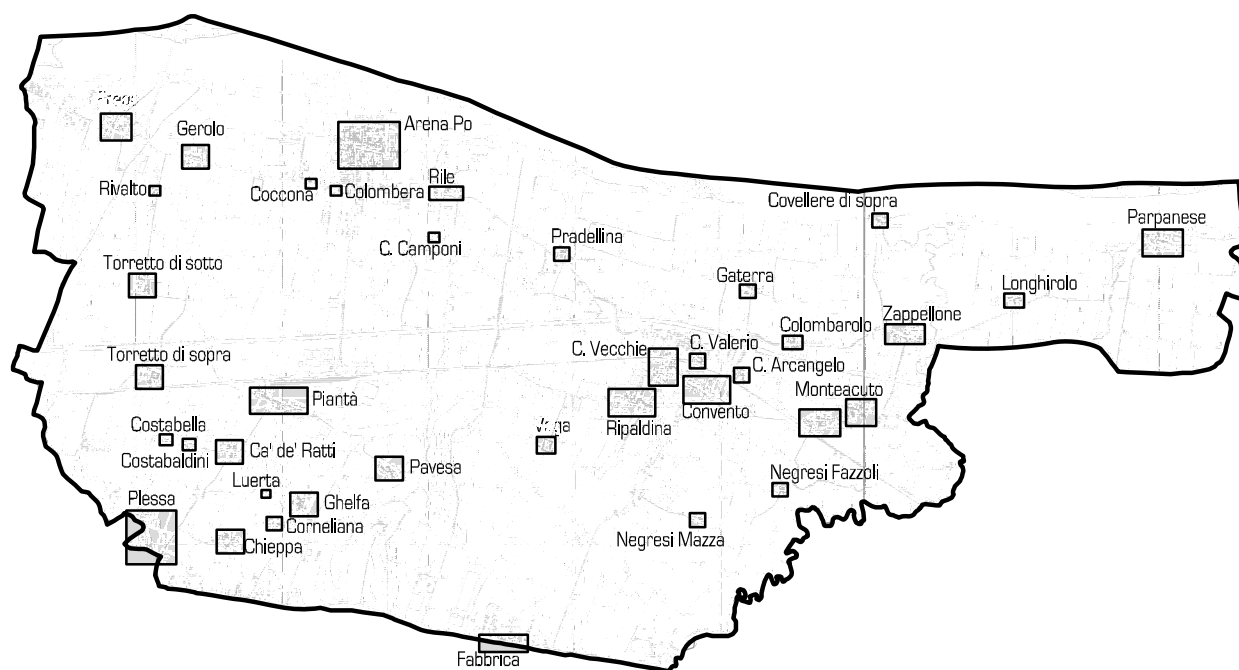 Gerolo
Arena Po
Rivalto
Coccona
Colombera
Rile
C. Camponi
Pradellina
Covellere di sopra
Parpanese
Torretto di sotto
Gaterra
Longhirolo
Zappellone
Colombarolo
Torretto di sopra
C. Vecchie
C. Valerio
C. Arcangelo
Monteacuto
Piantà
Ripaldina
Convento
Costabella
Costabaldini
Ca' de' Ratti
Pavesa
Negresi Fazzoli
Luerta
Ghelfa
Plessa
Corneliana
Chieppa
Negresi Mazza
Fabbrica